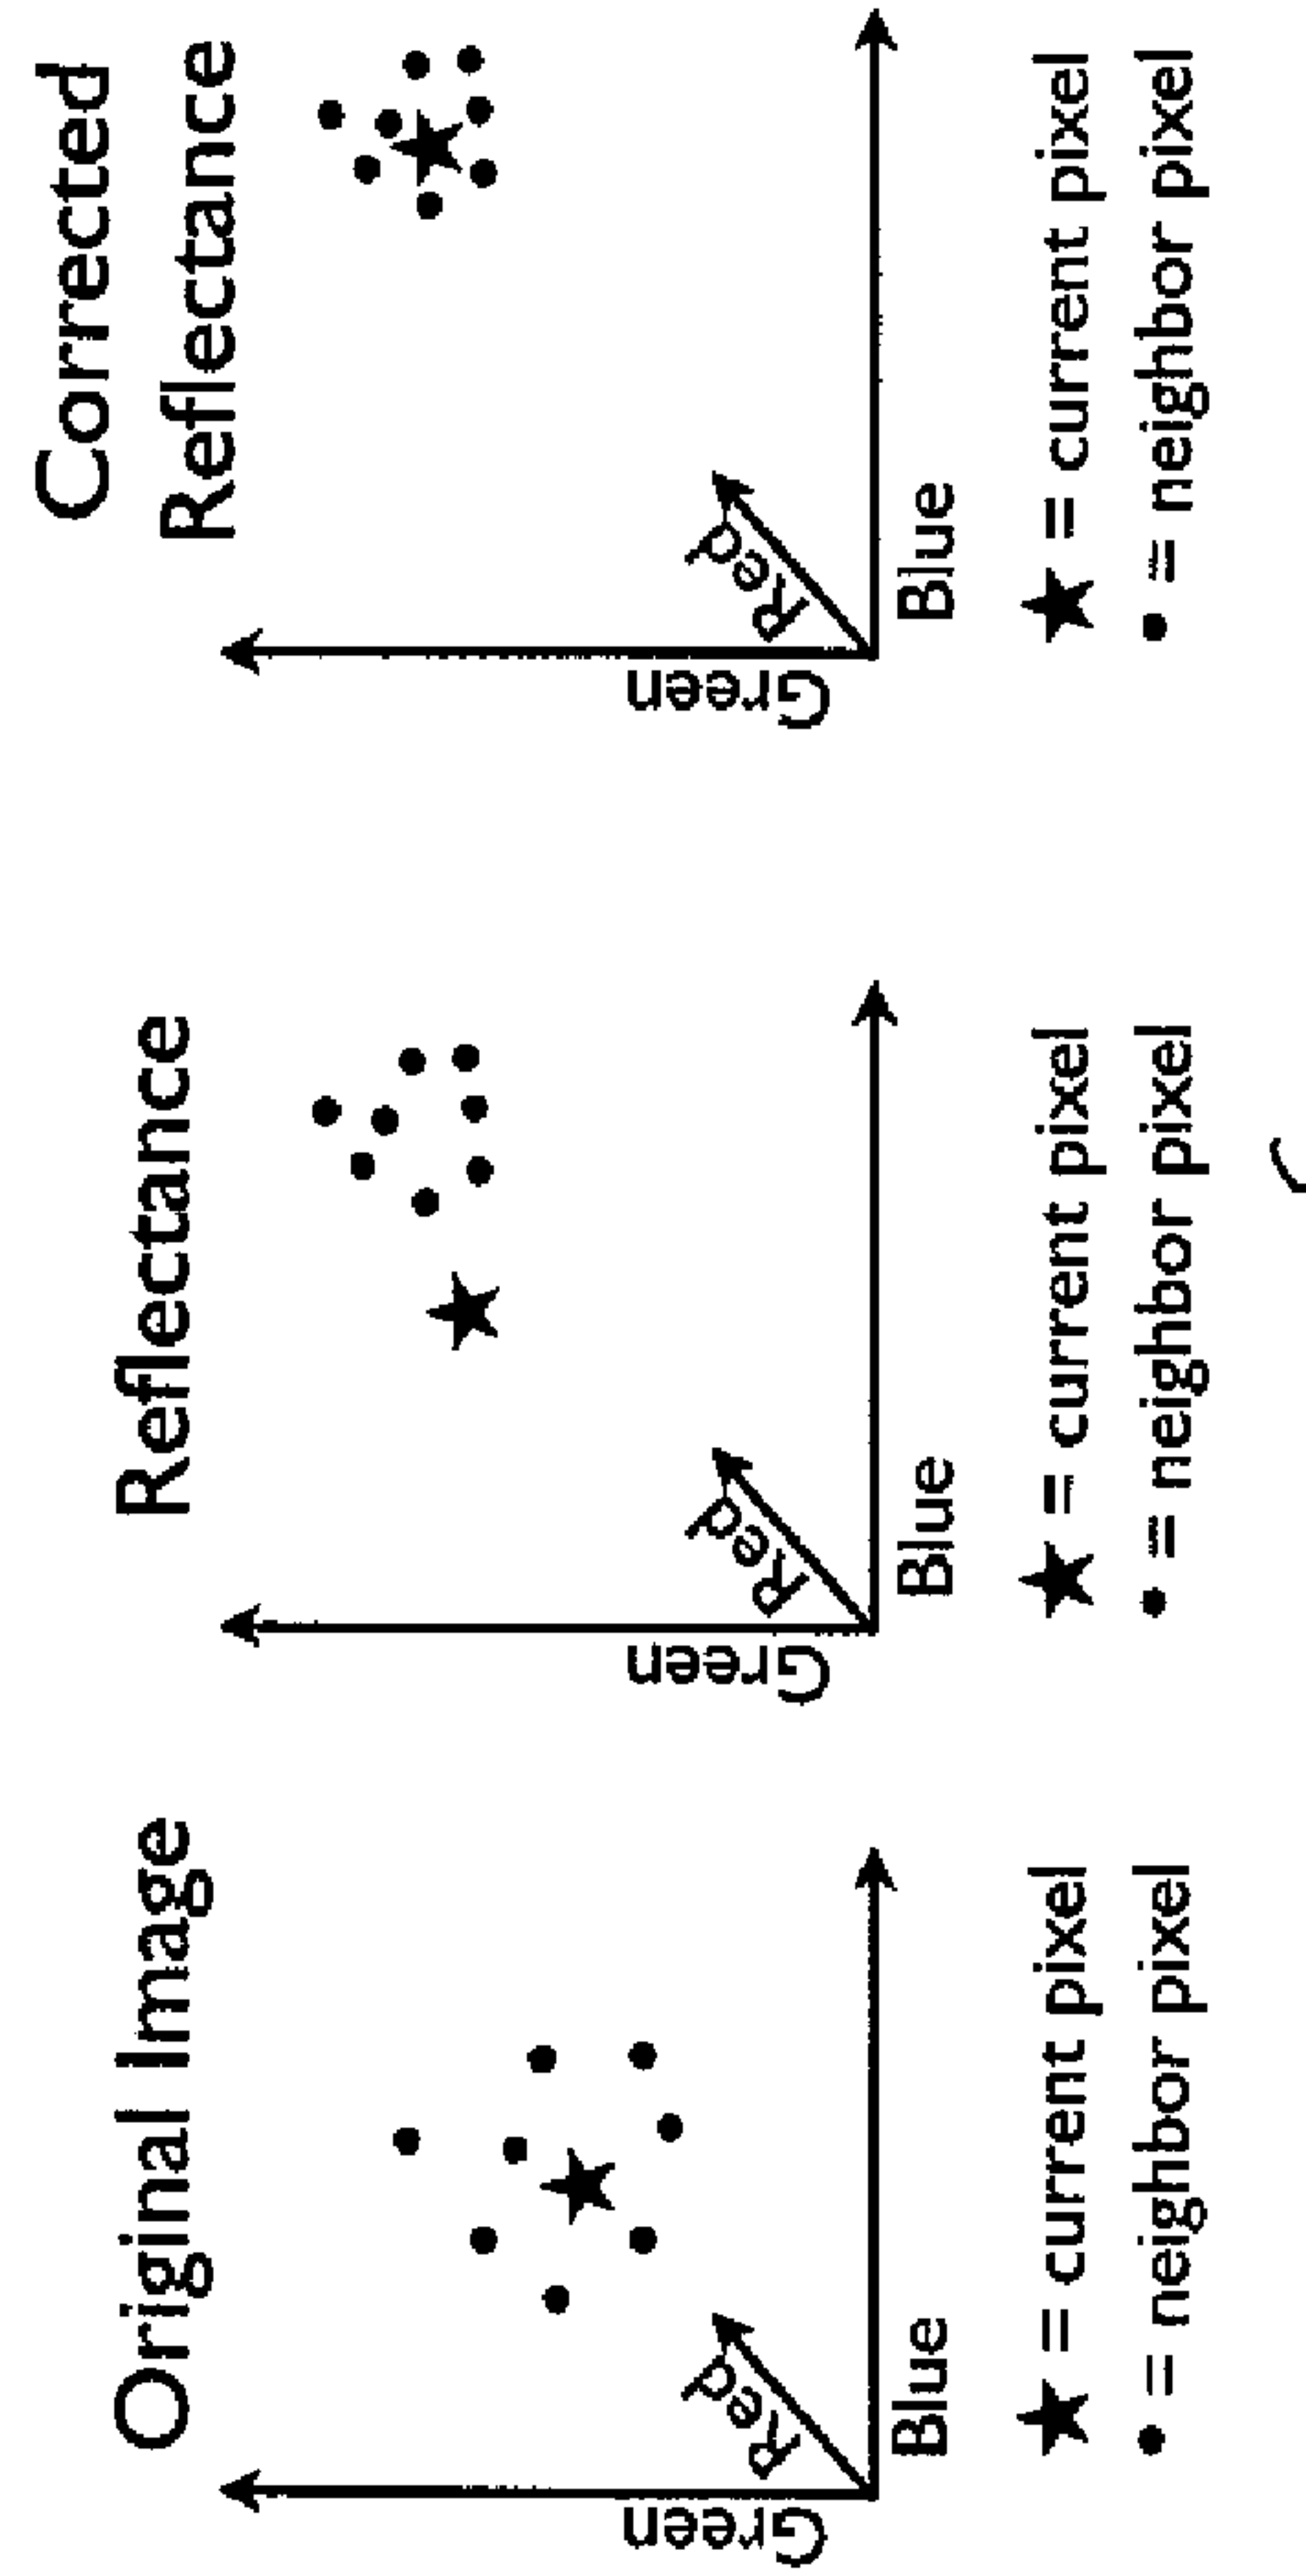 Original Image
Green
Red
Blue
★ = current pixel
● = neighbor pixel
Reflectance
Green
Red
Blue
★ = current pixel
● = neighbor pixel
Corrected
Reflectance
Green
Red
Blue
★ = current pixel
● = neighbor pixel